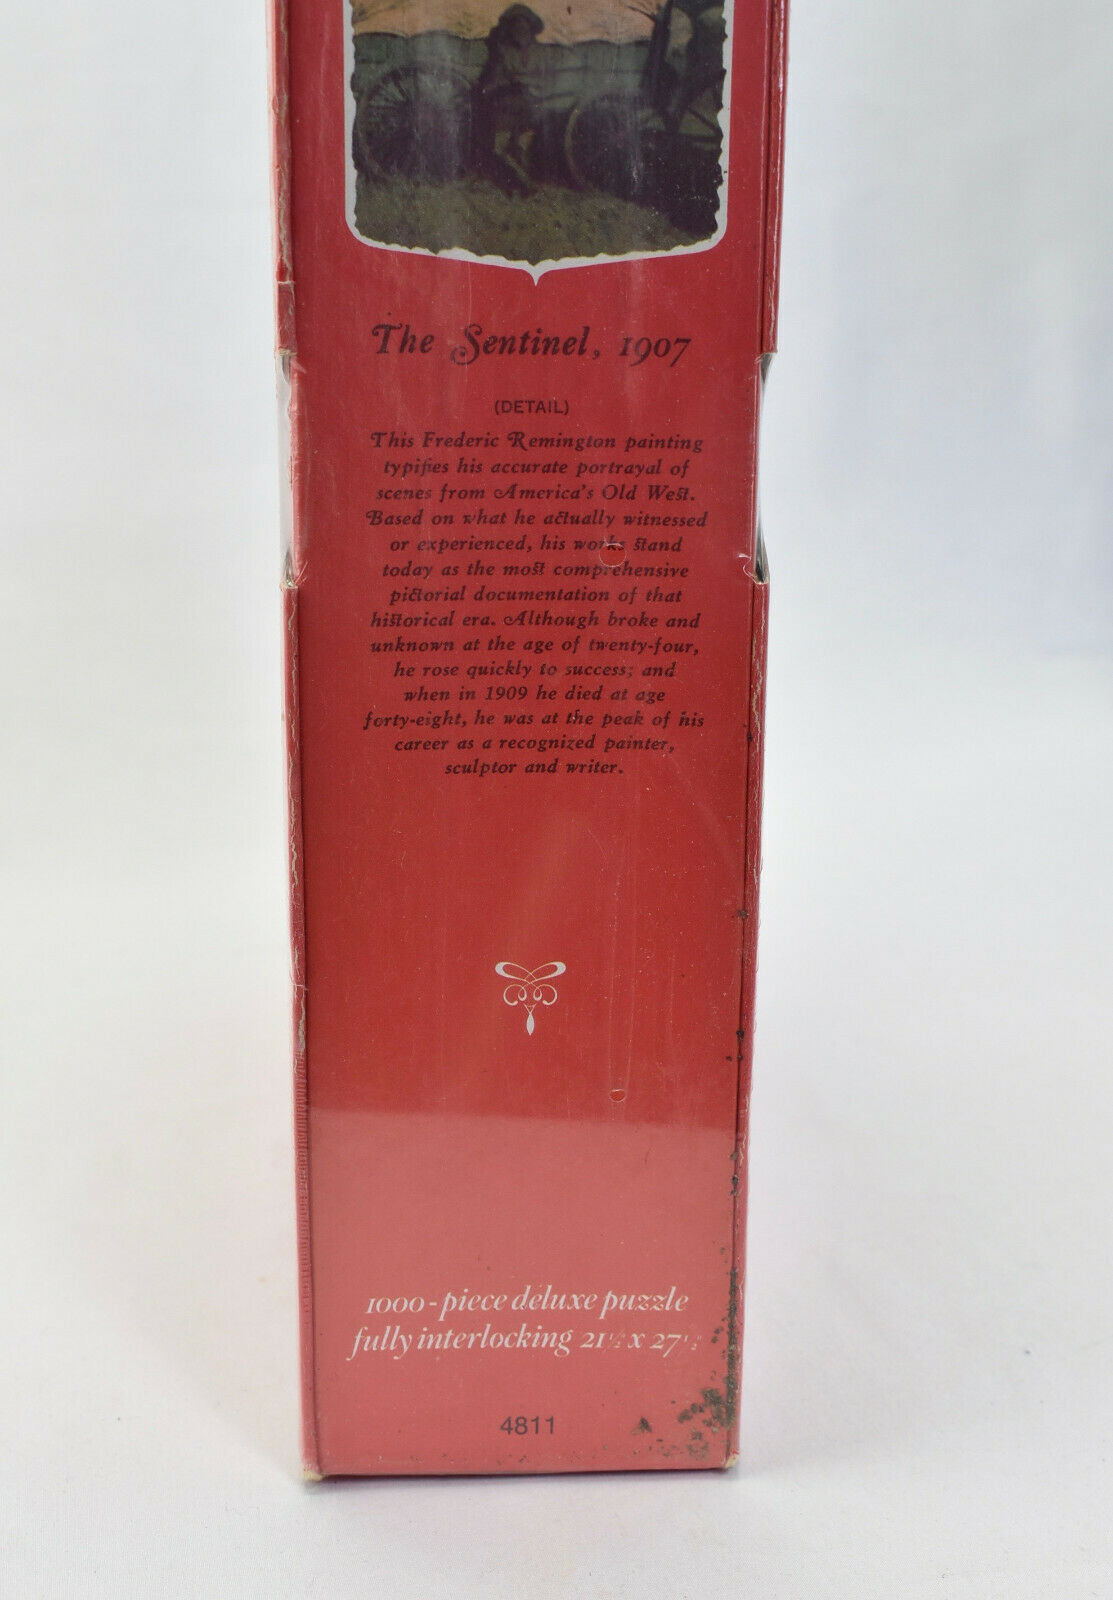 The Sentinel, 1907
(DETAIL)
This Frederic Remington painting
typifies his accurate portrayal of
scenes from America's Old West.
Based on what he actually witnessed
or experienced, his works stand
today as the most comprehensive
pictorial documentation of that
historical era. Although broke and
unknown at the age of twenty-four,
he rose quickly to success; and
when in 1909 he died at age
forty-eight, he was at the peak of his
career as a recognized painter,
sculptor and writer.
1000-piece deluxe puzzle
fully interlocking 21½ x 27½
4811